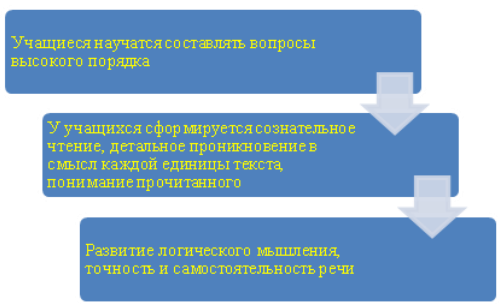 Учащиеся научатся составлять вопросы
высокого порядка
У учащихся сформируется сознательное
чтение, детальное проникновение в
смысл каждой единицы текста,
понимание прочитанного
Развитие логического мышления,
точность и самостоятельность речи